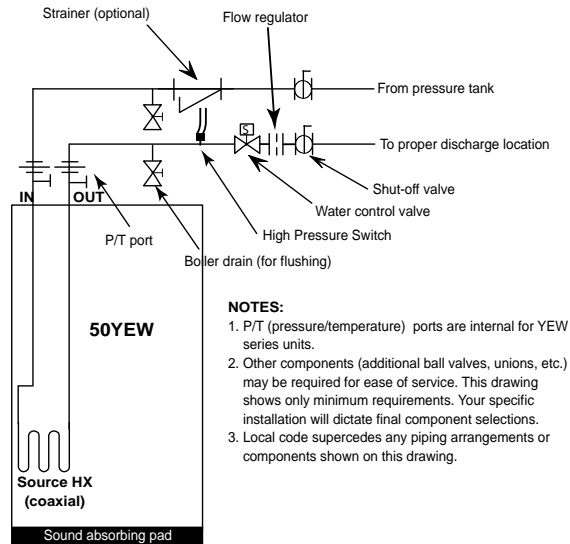 Strainer (optional)
Flow regulator
From pressure tank
S
To proper discharge location
Shut-off valve
IN
OUT
Water control valve
P/T port
High Pressure Switch
Boiler drain (for flushing)
50YEW
NOTES:
1. P/T (pressure/temperature) ports are internal for YEW
series units.
2. Other components (additional ball valves, unions, etc.)
may be required for ease of service. This drawing
shows only minimum requirements. Your specific
installation will dictate final component selections.
3. Local code supercedes any piping arrangements or
components shown on this drawing.
Source HX
(coaxial)
Sound absorbing pad